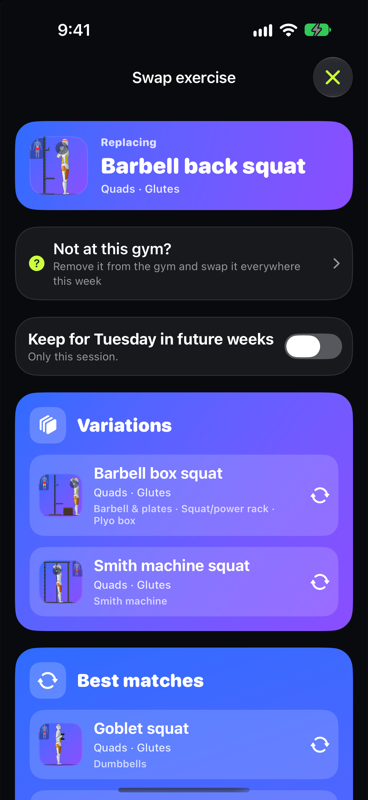 9:41
Swap exercise
Replacing
Barbell back squat
Quads · Glutes
Not at this gym?
?
Remove it from the gym and swap it everywhere
this week
Keep for Tuesday in future weeks
Only this session.
Variations
Barbell box squat
Quads · Glutes
Barbell & plates · Squat/power rack ·
Plyo box
Smith machine squat
Quads · Glutes
Smith machine
Best matches
Goblet squat
Quads · Glutes
Dumbbells